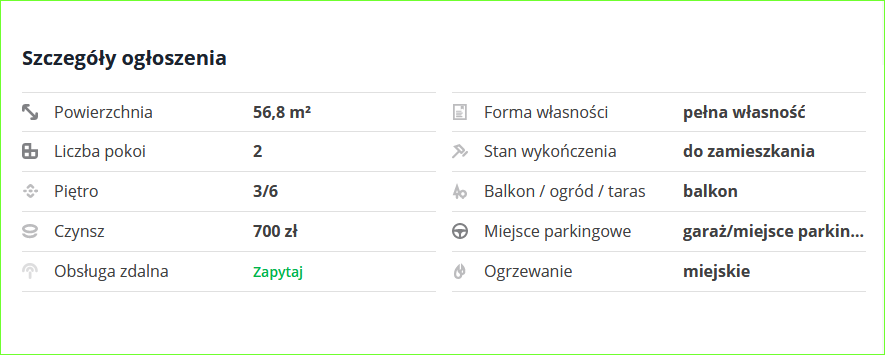 Szczegóły ogłoszenia
Powierzchnia 56,8 m²
Liczba pokoi 2
Piętro 3/6
Czynsz 700 zł
Obsługa zdalna Zapytaj
Forma własności pełna własność
Stan wykończenia do zamieszkania
Balkon / ogród / taras balkon
Miejsce parkingowe garaż/miejsce parkin...
Ogrzewanie miejskie